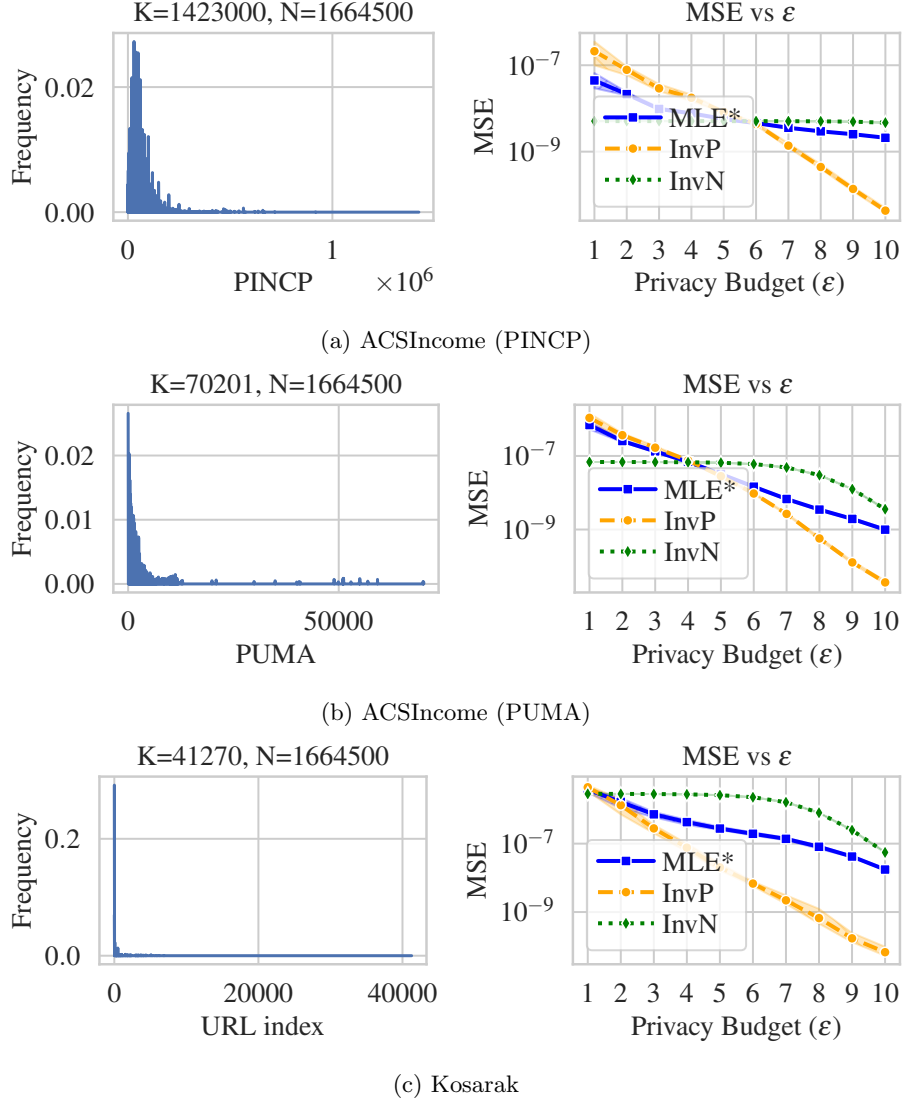 K=1423000, N=1664500
Frequency
0.02
0.00
0
1
×10⁶
PINCP
MSE vs ε
MSE
10⁻⁷
10⁻⁹
MLE*
InvP
InvN
1 2 3 4 5 6 7 8 9 10
Privacy Budget (ε)
(a) ACSIncome (PINCP)
K=70201, N=1664500
Frequency
0.02
0.01
0.00
0
50000
PUMA
MSE vs ε
MSE
10⁻⁷
10⁻⁹
MLE*
InvP
InvN
1 2 3 4 5 6 7 8 9 10
Privacy Budget (ε)
(b) ACSIncome (PUMA)
K=41270, N=1664500
Frequency
0.2
0.0
0
20000
40000
URL index
MSE vs ε
MSE
10⁻⁷
10⁻⁹
MLE*
InvP
InvN
1 2 3 4 5 6 7 8 9 10
Privacy Budget (ε)
(c) Kosarak